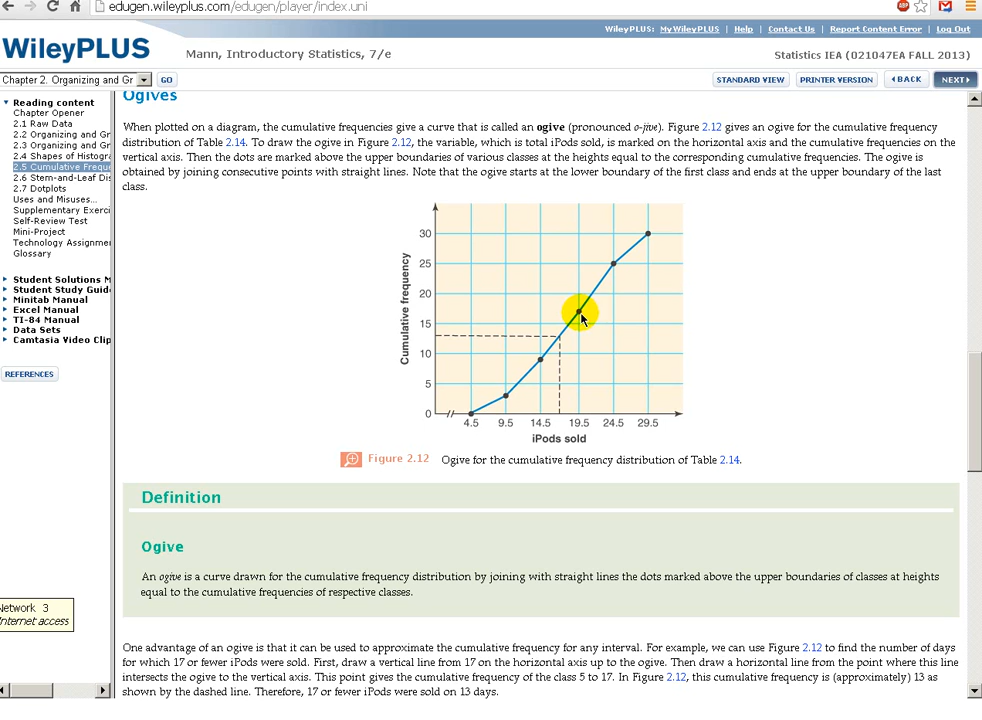 edugen.wileyplus.com/edugen/player/index.uni
ABP
WileyPLUS: MyWileyPLUS | Help | Contact Us | Report Content Error | Log Out
WileyPLUS
Mann, Introductory Statistics, 7/e
Statistics IEA (021047EA FALL 2013)
Chapter 2. Organizing and Gr
GO
STANDARD VIEW
PRINTER VERSION
BACK
NEXT
Reading content
Chapter Opener
2.1 Raw Data
2.2 Organizing and Gr
2.3 Organizing and Gr
2.4 Shapes of Histogra
2.5 Cumulative Freque
2.6 Stem-and-Leaf Dis
2.7 Dotplots
Uses and Misuses...
Supplementary Exerci
Self-Review Test
Mini-Project
Technology Assignmen
Glossary
Student Solutions M
Student Study Guide
Minitab Manual
Excel Manual
TI-84 Manual
Data Sets
Camtasia Video Clip
REFERENCES
Network 3
Internet access
Ogives
When plotted on a diagram, the cumulative frequencies give a curve that is called an ogive (pronounced o-jive). Figure 2.12 gives an ogive for the cumulative frequency
distribution of Table 2.14. To draw the ogive in Figure 2.12, the variable, which is total iPods sold, is marked on the horizontal axis and the cumulative frequencies on the
vertical axis. Then the dots are marked above the upper boundaries of various classes at the heights equal to the corresponding cumulative frequencies. The ogive is
obtained by joining consecutive points with straight lines. Note that the ogive starts at the lower boundary of the first class and ends at the upper boundary of the last
class.
Cumulative frequency
30
25
20
15
10
5
0
4.5 9.5 14.5 19.5 24.5 29.5
iPods sold
Figure 2.12 Ogive for the cumulative frequency distribution of Table 2.14.
Definition
Ogive
An ogive is a curve drawn for the cumulative frequency distribution by joining with straight lines the dots marked above the upper boundaries of classes at heights
equal to the cumulative frequencies of respective classes.
One advantage of an ogive is that it can be used to approximate the cumulative frequency for any interval. For example, we can use Figure 2.12 to find the number of days
for which 17 or fewer iPods were sold. First, draw a vertical line from 17 on the horizontal axis up to the ogive. Then draw a horizontal line from the point where this line
intersects the ogive to the vertical axis. This point gives the cumulative frequency of the class 5 to 17. In Figure 2.12, this cumulative frequency is (approximately) 13 as
shown by the dashed line. Therefore, 17 or fewer iPods were sold on 13 days.